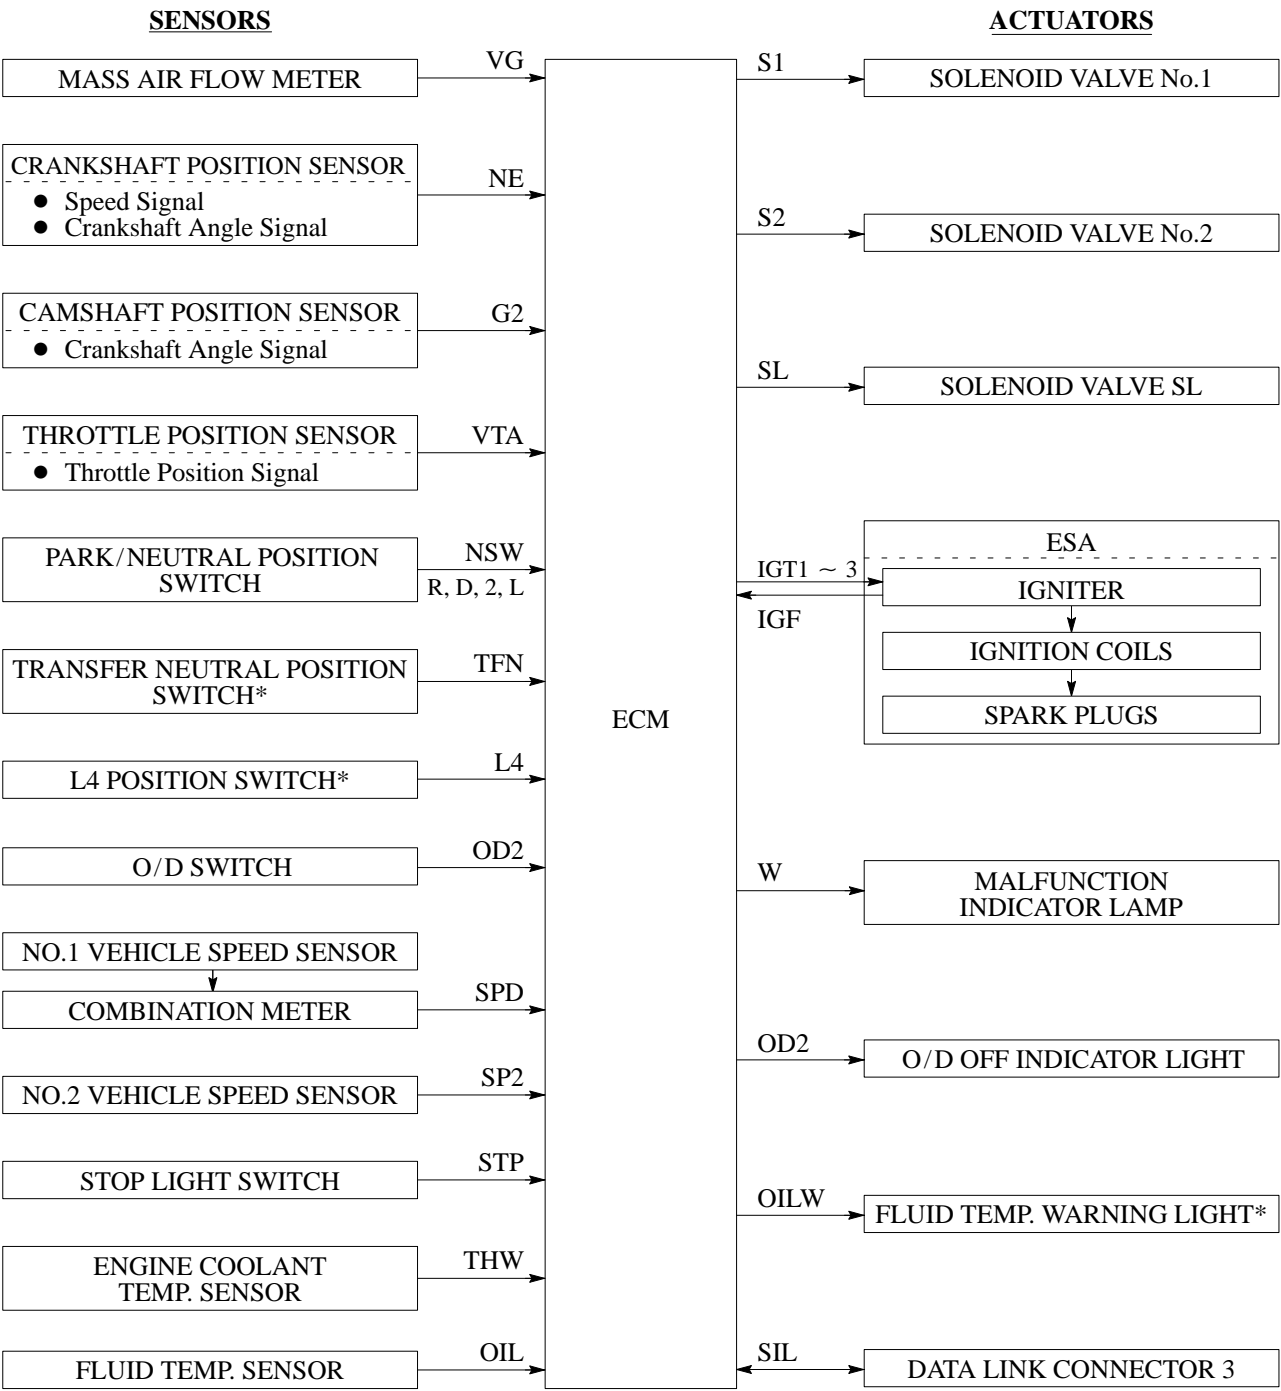 SENSORS
MASS AIR FLOW METER
VG
CRANKSHAFT POSITION SENSOR
● Speed Signal
● Crankshaft Angle Signal
NE
CAMSHAFT POSITION SENSOR
● Crankshaft Angle Signal
G2
THROTTLE POSITION SENSOR
● Throttle Position Signal
VTA
PARK/NEUTRAL POSITION
SWITCH
NSW
R, D, 2, L
TRANSFER NEUTRAL POSITION
SWITCH*
TFN
L4 POSITION SWITCH*
L4
O/D SWITCH
OD2
NO.1 VEHICLE SPEED SENSOR
COMBINATION METER
SPD
NO.2 VEHICLE SPEED SENSOR
SP2
STOP LIGHT SWITCH
STP
ENGINE COOLANT
TEMP. SENSOR
THW
FLUID TEMP. SENSOR
OIL
ECM
ACTUATORS
S1
SOLENOID VALVE No.1
S2
SOLENOID VALVE No.2
SL
SOLENOID VALVE SL
ESA
IGT1 ~ 3
IGF
IGNITER
IGNITION COILS
SPARK PLUGS
W
MALFUNCTION
INDICATOR LAMP
OD2
O/D OFF INDICATOR LIGHT
OILW
FLUID TEMP. WARNING LIGHT*
SIL
DATA LINK CONNECTOR 3